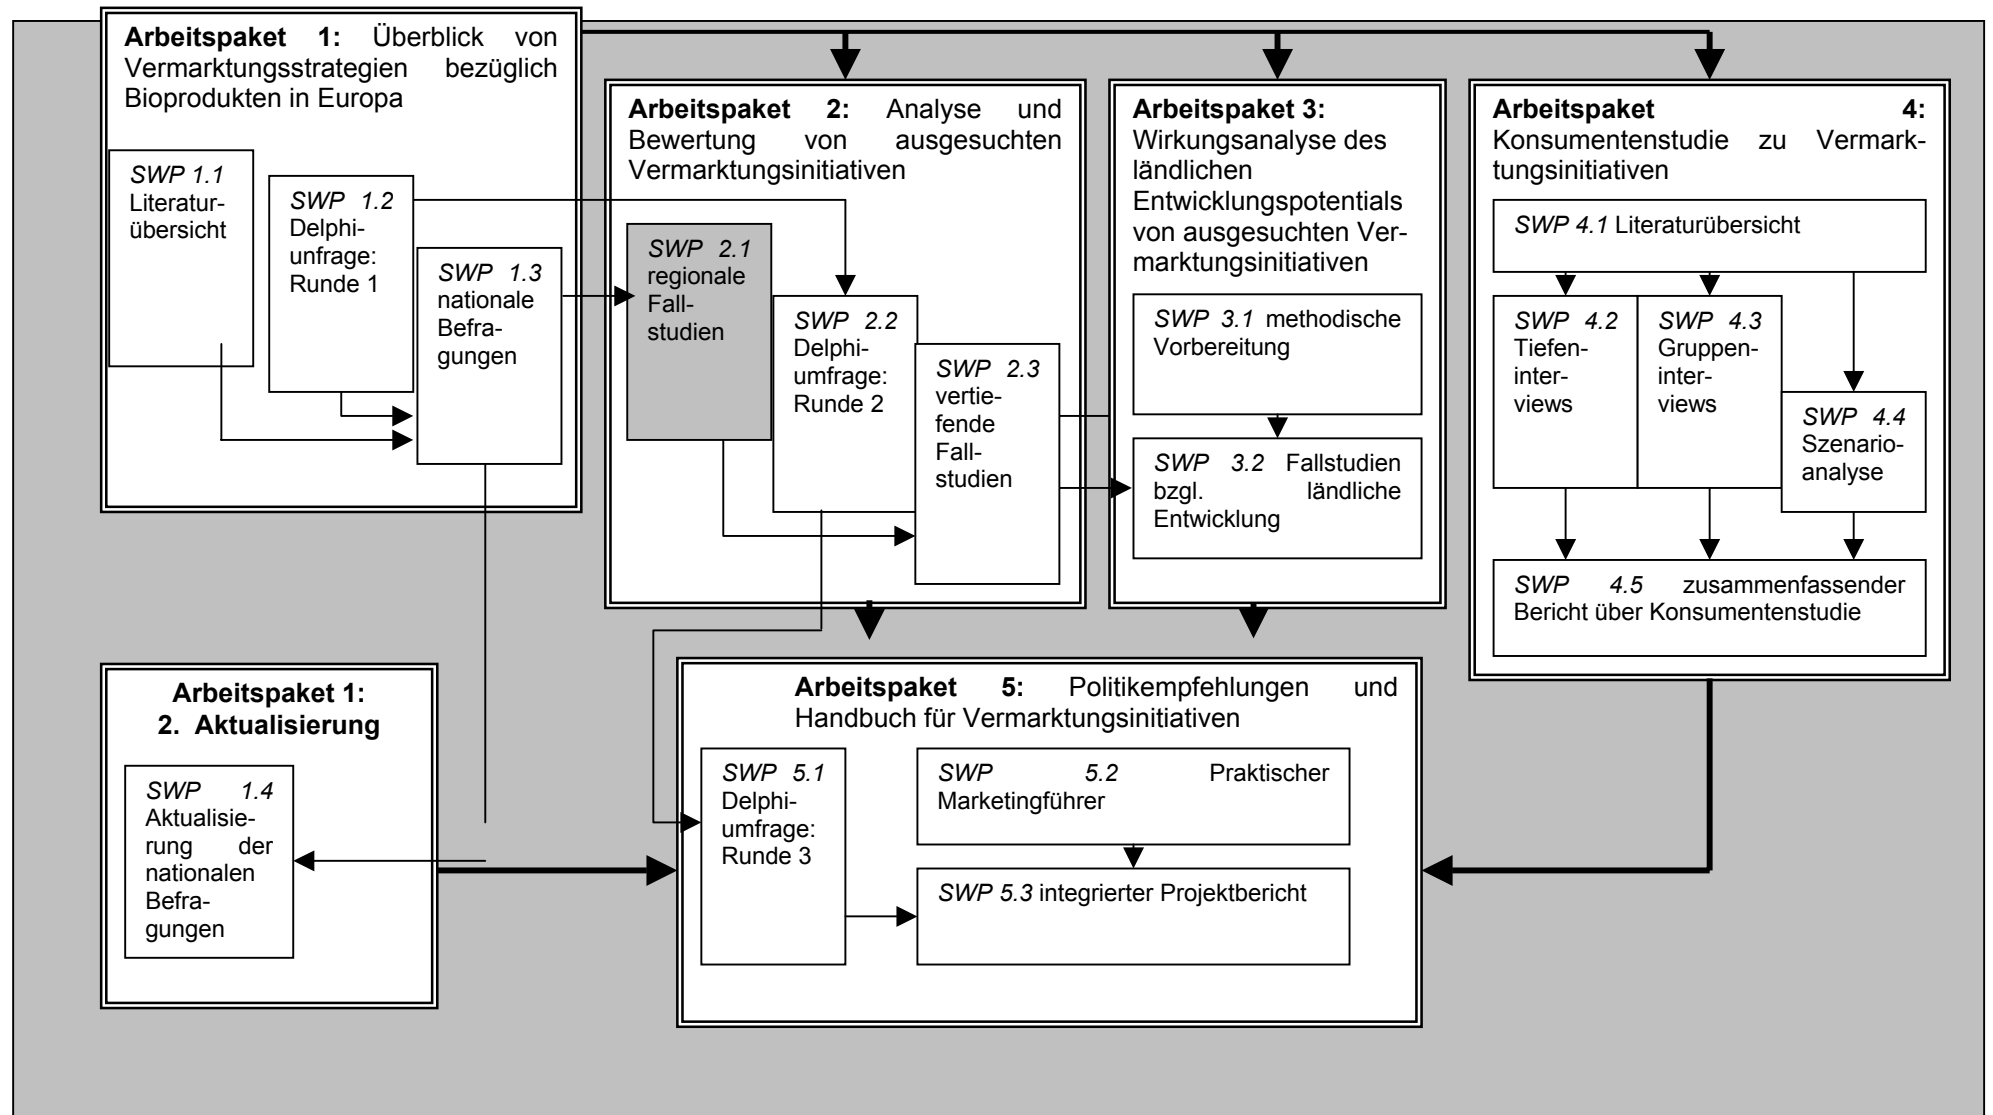 Arbeitspaket 1: Überblick von
Vermarktungsstrategien bezüglich
Bioprodukten in Europa
SWP 1.1
Literatur-
übersicht
SWP 1.2
Delphi-
unfrage:
Runde 1
SWP 1.3
nationale
Befra-
gungen
Arbeitspaket 2: Analyse und
Bewertung von ausgesuchten
Vermarktungsinitiativen
SWP 2.1
regionale
Fall-
studien
SWP 2.2
Delphi-
umfrage:
Runde 2
SWP 2.3
vertie-
fende
Fall-
studien
Arbeitspaket 3:
Wirkungsanalyse des
ländlichen
Entwicklungspotentials
von ausgesuchten Ver-
marktungsinitiativen
SWP 3.1 methodische
Vorbereitung
SWP 3.2 Fallstudien
bzgl. ländliche
Entwicklung
Arbeitspaket 4:
Konsumentenstudie zu Vermark-
tungsinitiativen
SWP 4.1 Literaturübersicht
SWP 4.2
Tiefen-
inter-
views
SWP 4.3
Gruppen-
inter-
views
SWP 4.4
Szenario-
analyse
SWP 4.5 zusammenfassender
Bericht über Konsumentenstudie
Arbeitspaket 1:
2. Aktualisierung
SWP 1.4
Aktualisie-
rung der
nationalen
Befra-
gungen
Arbeitspaket 5: Politikempfehlungen und
Handbuch für Vermarktungsinitiativen
SWP 5.1
Delphi-
umfrage:
Runde 3
SWP 5.2 Praktischer
Marketingführer
SWP 5.3 integrierter Projektbericht